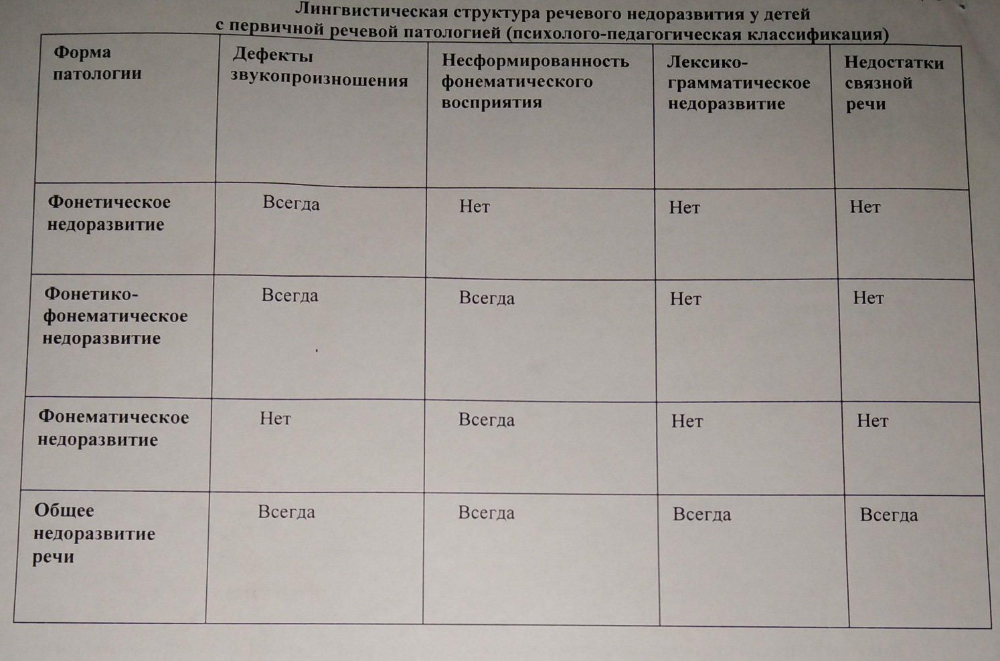 Лингвистическая структура речевого недоразвития у детей
с первичной речевой патологией (психолого-педагогическая классификация)
Форма
патологии
Дефекты
звукопроизношения
Несформированность
фонематического
восприятия
Лексико-
грамматическое
недоразвитие
Недостатки
связной
речи
Фонетическое
недоразвитие
Всегда
Нет
Нет
Нет
Фонетико-
фонематическое
недоразвитие
Всегда
Всегда
Нет
Нет
Фонематическое
недоразвитие
Нет
Всегда
Нет
Нет
Общее
недоразвитие
речи
Всегда
Всегда
Всегда
Всегда